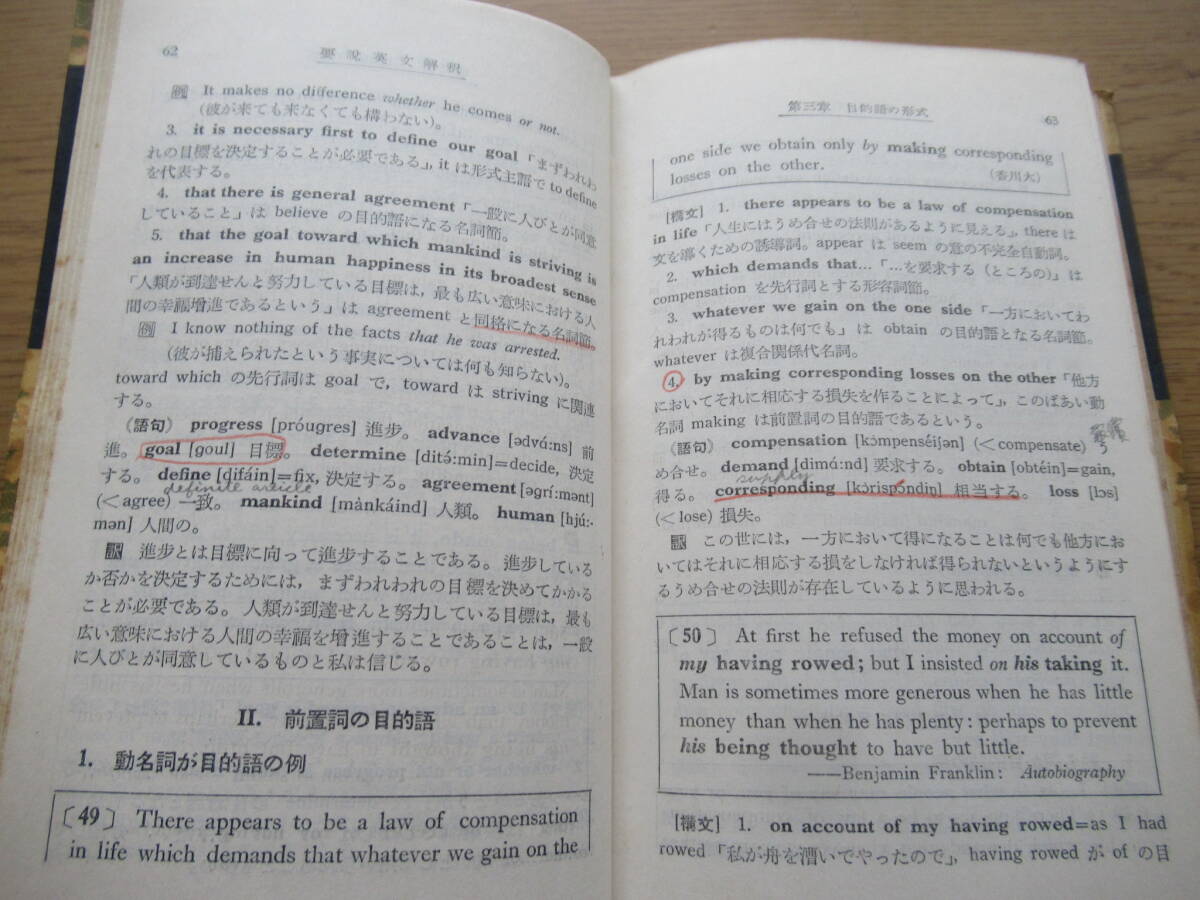 62
要説英文解釈
例 It makes no difference whether he comes or not.
(彼が来ても来なくても構わない)。
3. it is necessary first to define our goal「まずわれわ
れの目標を決定することが必要である」, it は形式主語で to define
を代表する。
4. that there is general agreement「一般に人びとが同意
していること」は believe の目的語になる名詞節。
5. that the goal toward which mankind is striving is
an increase in human happiness in its broadest sense
「人類が到達せんと努力している目標は, 最も広い意味における人
間の幸福増進であるという」は agreement と同格になる名詞節。
例 I know nothing of the facts that he was arrested.
(彼が捕えられたという事実については何も知らない)。
toward which の先行詞は goal で, toward は striving に関連
する。
〔語句〕 progress [próugres] 進歩。 advance [ədvá:ns] 前
進。 goal [goul] 目標。 determine [ditə́:min]=decide, 決定
する。 define [difáin]=fix, 決定する。 agreement [əgrí:mənt]
definite article
(<agree) 一致。 mankind [mànkáind] 人類。 human [hjú:-
mən] 人間の。
訳 進歩とは目標に向って進歩することである。進歩している
か否かを決定するためには, まずわれわれの目標を決めてかかる
ことが必要である。人類が到達せんと努力している目標は, 最も
広い意味における人間の幸福を増進することであることは, 一般
に人びとが同意しているものと私は信じる。
II. 前置詞の目的語
1. 動名詞が目的語の例
〔49〕 There appears to be a law of compensation
in life which demands that whatever we gain on the
第三章 目的語の形式
63
one side we obtain only by making corresponding
losses on the other.
(香川大)
[構文] 1. there appears to be a law of compensation
in life「人生にはうめ合せの法則があるように見える」, there は
文を導くための誘導詞。appear は seem の意の不完全自動詞。
2. which demands that…「…を要求する（ところの)」は
compensation を先行詞とする形容詞節。
3. whatever we gain on the one side「一方においてわ
れわれが得るものは何でも」は obtain の目的語となる名詞節。
whatever は複合関係代名詞。
4. by making corresponding losses on the other「他方
においてそれに相応する損失を作ることによって」, このばあい動
名詞 making は前置詞の目的語であるという。
〔語句〕 compensation [kɔ̀mpenséiʃən] (<compensate) う
め合せ。 demand [dimá:nd] 要求する。 obtain [obtéin]=gain,
supply
得る。 corresponding [kɔ̀rispɔ́ndiŋ] 相当する。 loss [lɔs]
(<lose) 損失。
訳 この世には, 一方において得になることは何でも他方にお
いてはそれに相応する損をしなければ得られないというようにす
るうめ合せの法則が存在しているように思われる。
〔50〕 At first he refused the money on account of
my having rowed; but I insisted on his taking it.
Man is sometimes more generous when he has little
money than when he has plenty: perhaps to prevent
his being thought to have but little.
——Benjamin Franklin: Autobiography
[構文] 1. on account of my having rowed=as I had
rowed「私が舟を漕いでやったので」, having rowed が of の目